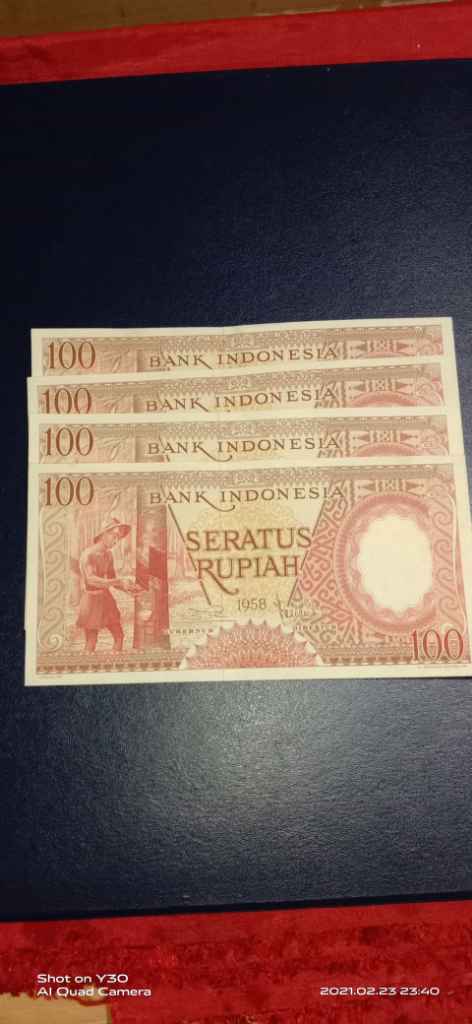 100 BANK INDONESIA
100 BANK INDONESIA
100 BANK INDONESIA
100 BANK INDONESIA
SERATUS
RUPIAH
1958
100
Shot on Y30
AI Quad Camera
2021.02.23 23:40